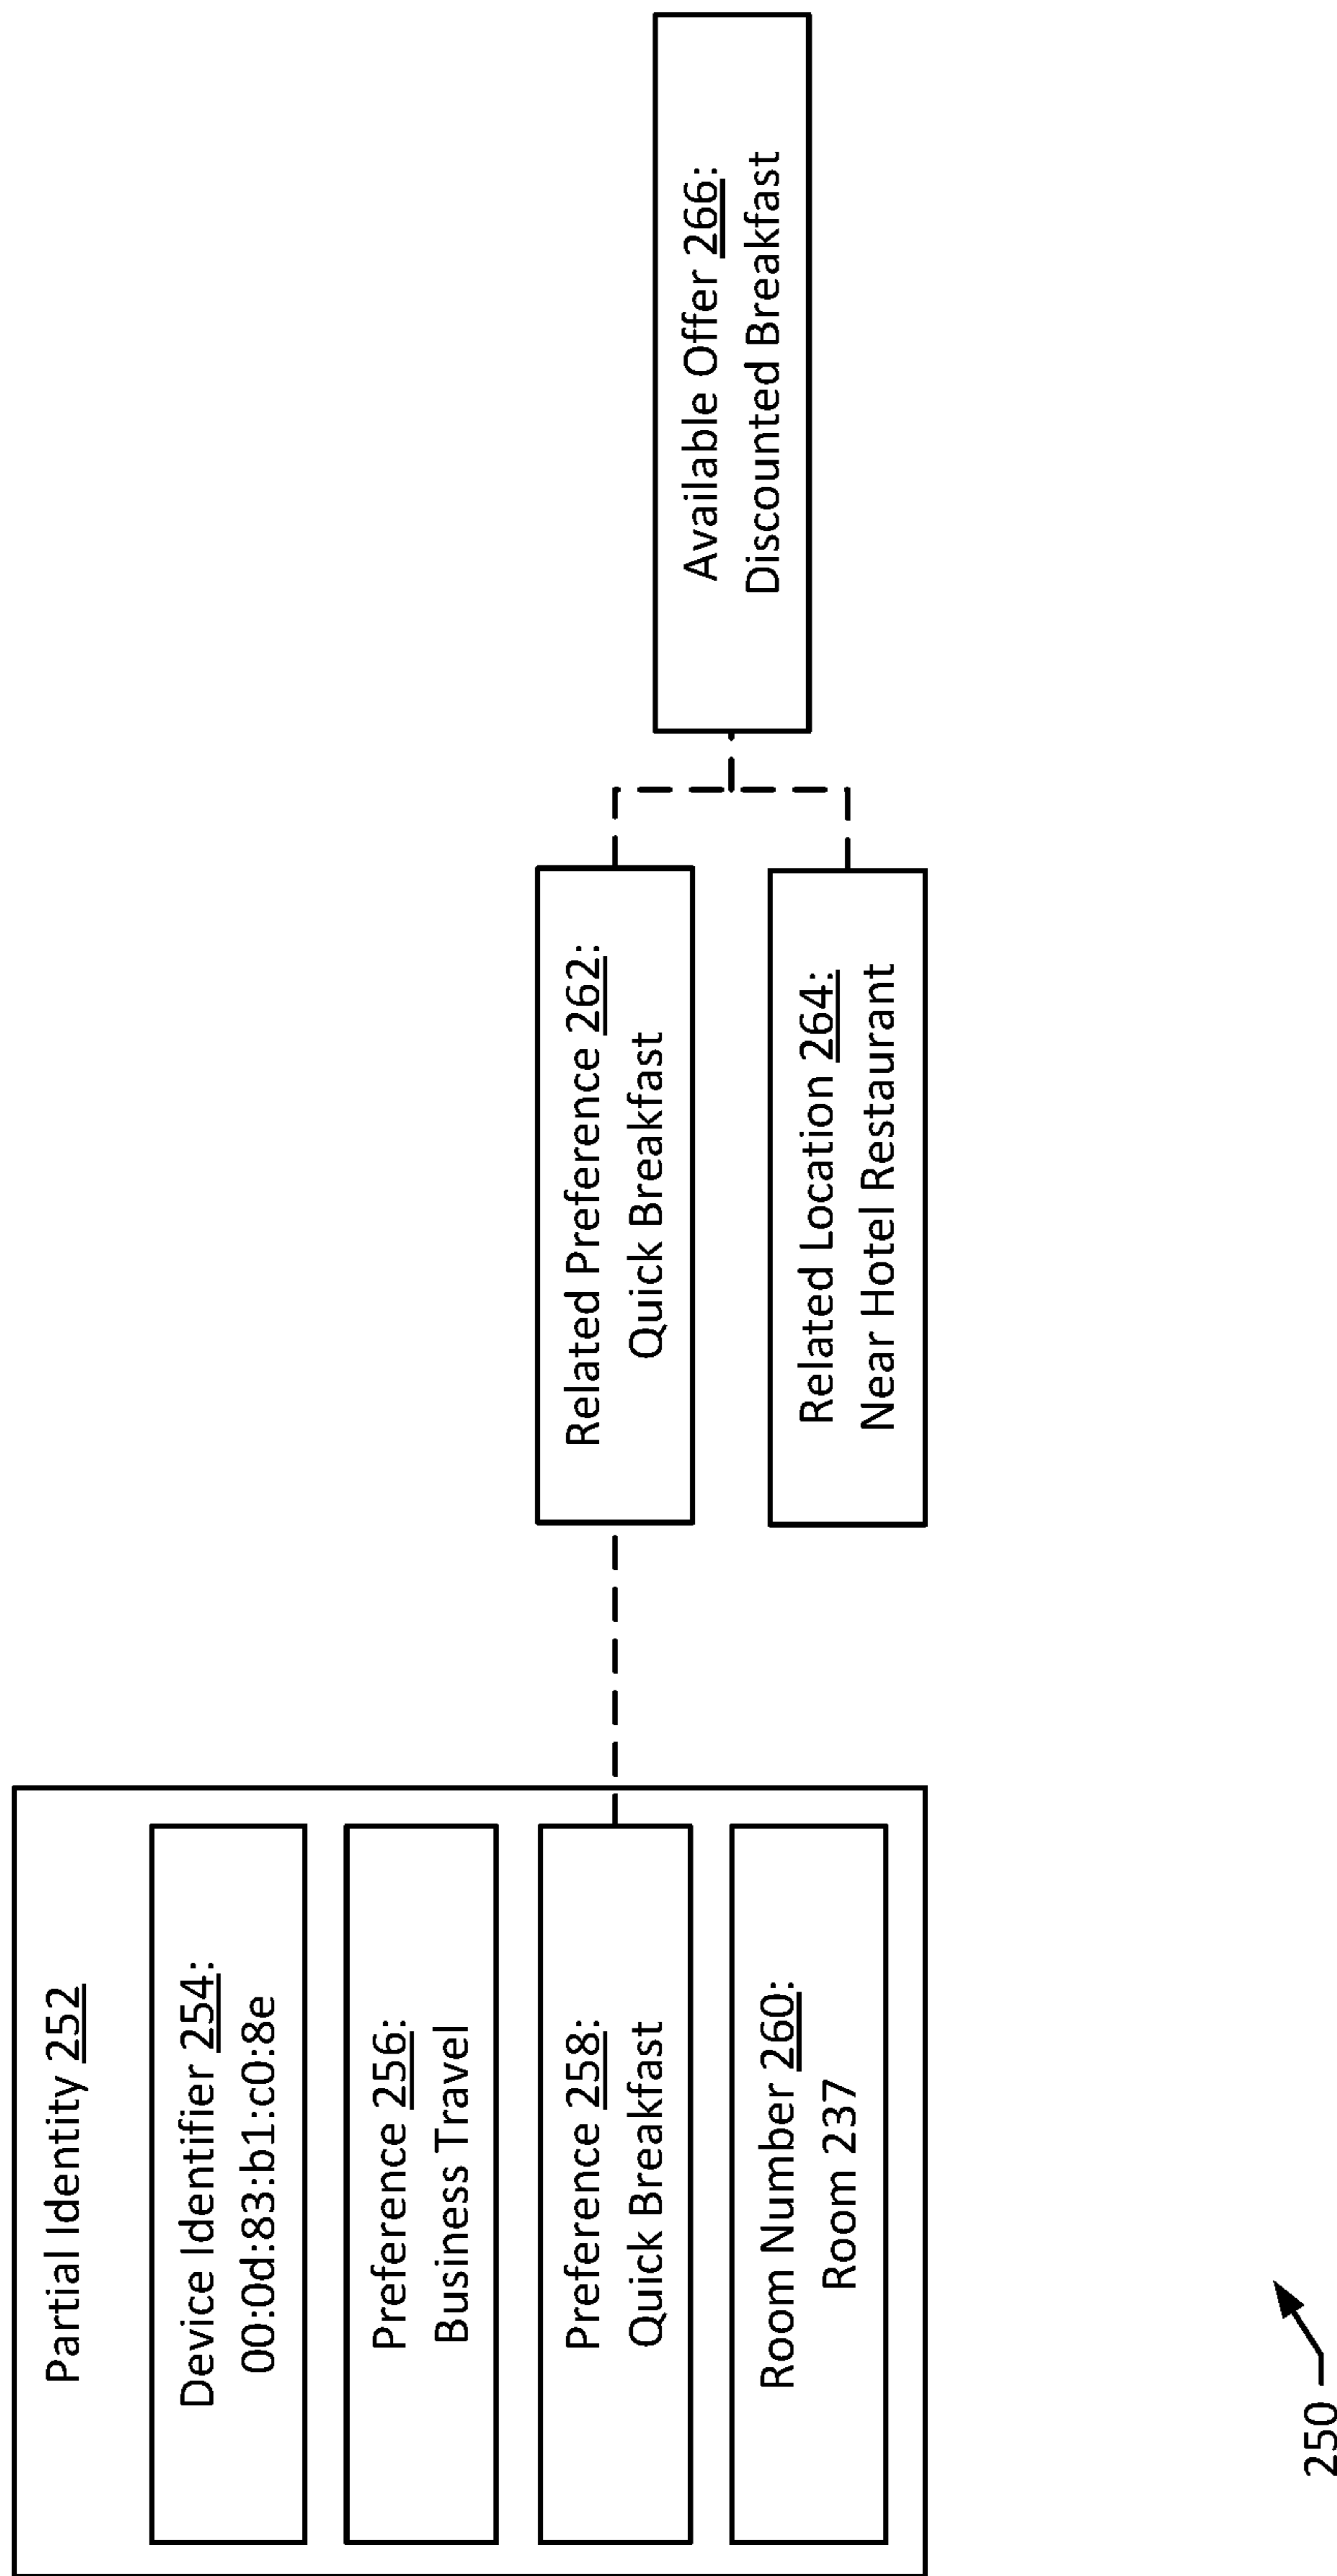 Partial Identity 252
Device Identifier 254:
00:0d:83:b1:c0:8e
Preference 256:
Business Travel
Preference 258:
Quick Breakfast
Room Number 260:
Room 237
Related Preference 262:
Quick Breakfast
Related Location 264:
Near Hotel Restaurant
Available Offer 266:
Discounted Breakfast
250